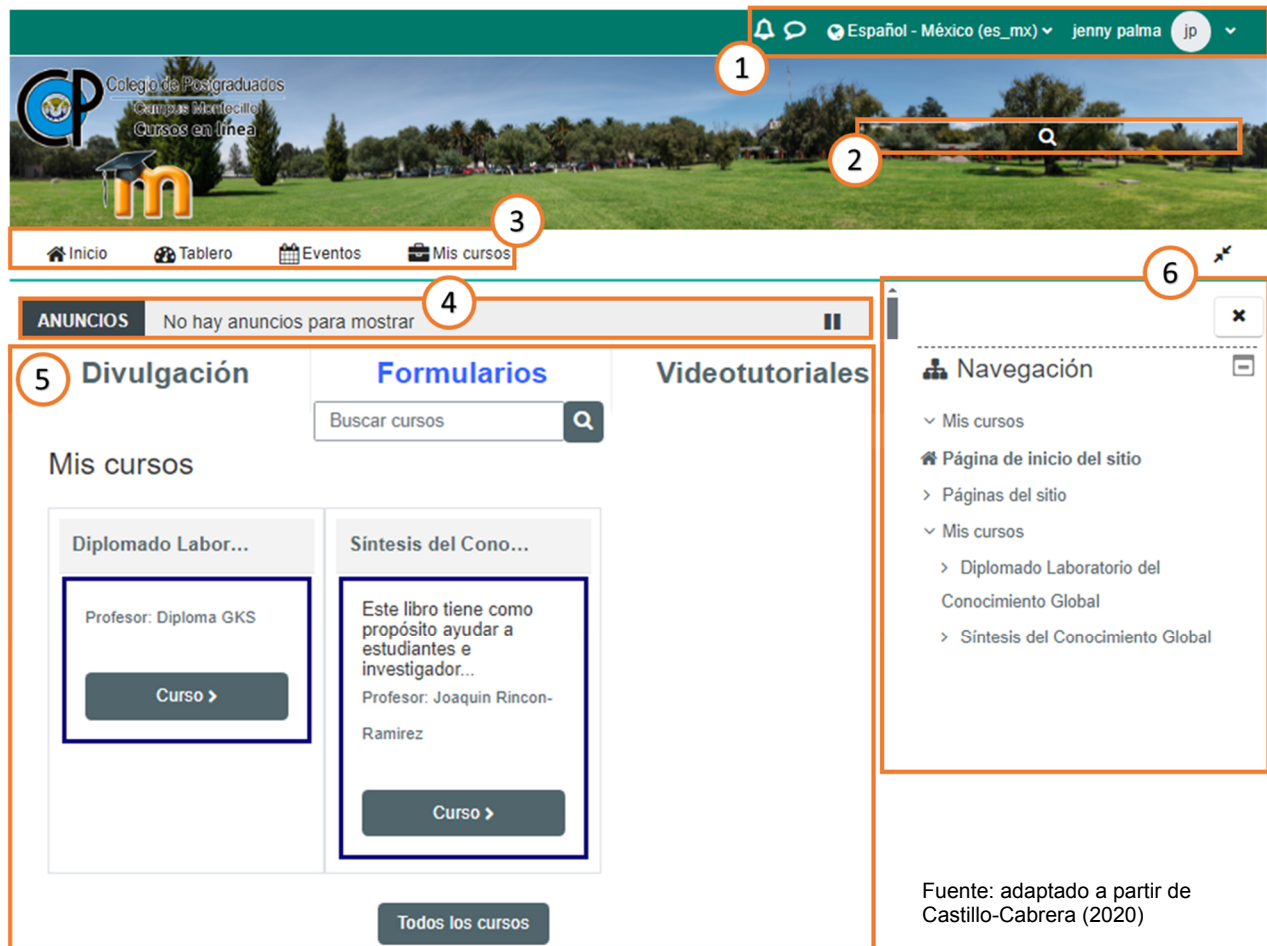 Español - México (es_mx) jenny palma jp
1
Colegio de Postgraduados
Campus Montecillo
Cursos en línea
CP
m
2
3
Inicio Tablero Eventos Mis cursos
6
4
ANUNCIOS No hay anuncios para mostrar
5
Divulgación Formularios Videotutoriales
Buscar cursos
Mis cursos
Diplomado Labor...
Profesor: Diploma GKS
Curso
Síntesis del Cono...
Este libro tiene como
propósito ayudar a
estudiantes e
investigador...
Profesor: Joaquin Rincon-
Ramirez
Curso
Todos los cursos
Navegación
Mis cursos
Página de inicio del sitio
Páginas del sitio
Mis cursos
Diplomado Laboratorio del
Conocimiento Global
Síntesis del Conocimiento Global
Fuente: adaptado a partir de
Castillo-Cabrera (2020)